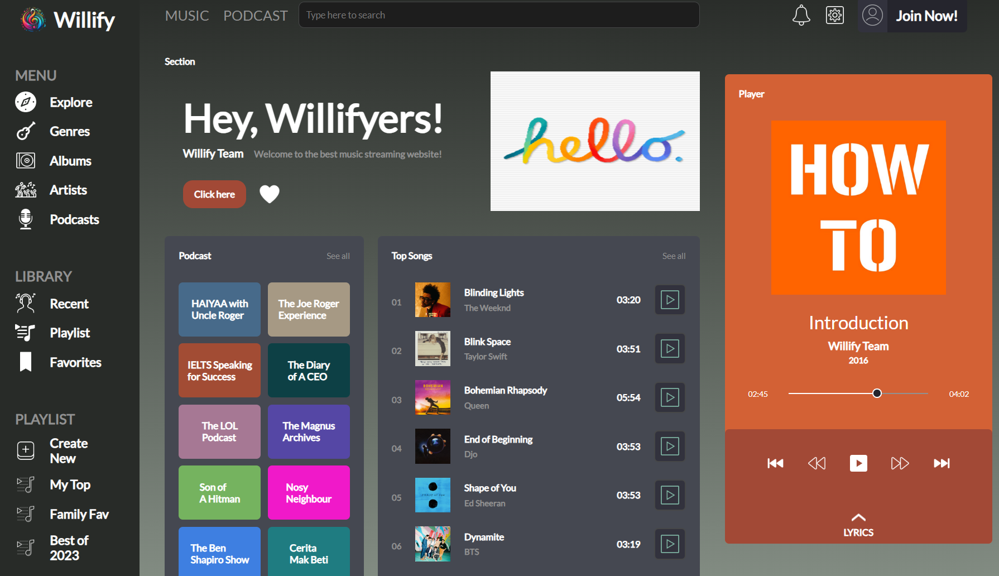 Willify
MUSIC PODCAST Type here to search Join Now!
MENU
Explore
Genres
Albums
Artists
Podcasts
LIBRARY
Recent
Playlist
Favorites
PLAYLIST
Create
New
My Top
Family Fav
Best of
2023
Section
Hey, Willifyers!
Willify Team Welcome to the best music streaming website!
Click here
hello.
Podcast See all
HAIYAA with
Uncle Roger
The Joe Roger
Experience
IELTS Speaking
for Success
The Diary
of A CEO
The LOL
Podcast
The Magnus
Archives
Son of
A Hitman
Nosy
Neighbour
The Ben
Shapiro Show
Cerita
Mak Beti
Top Songs See all
01 Blinding Lights 03:20
The Weeknd
02 Blink Space 03:51
Taylor Swift
03 BOHEMIAN Bohemian Rhapsody 05:54
Queen
04 End of Beginning 03:53
Djo
05 Shape of You 03:53
Ed Sheeran
06 Dynamite 03:19
BTS
Player
HOW
TO
Introduction
Willify Team
2016
02:45 04:02
LYRICS